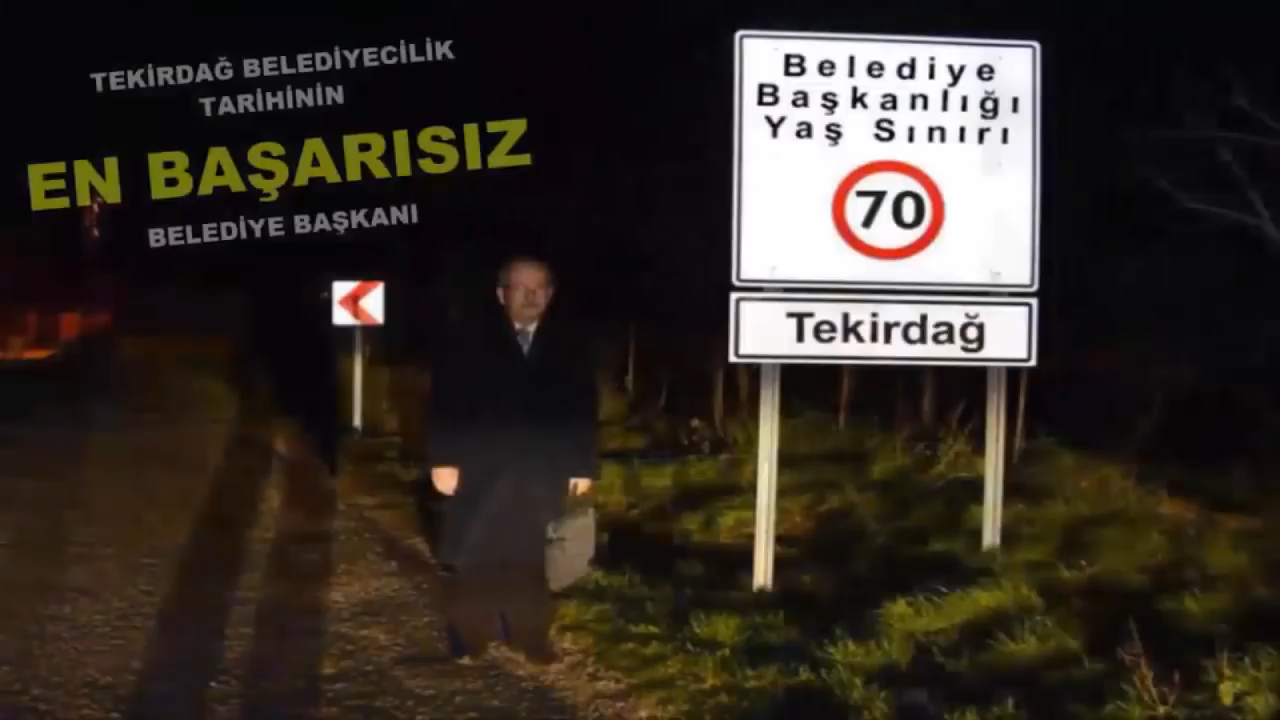 TEKİRDAĞ BELEDİYECİLİK
TARİHİNİN
EN BAŞARISIZ
BELEDİYE BAŞKANI
Belediye
Başkanlığı
Yaş Sınırı
70
Tekirdağ